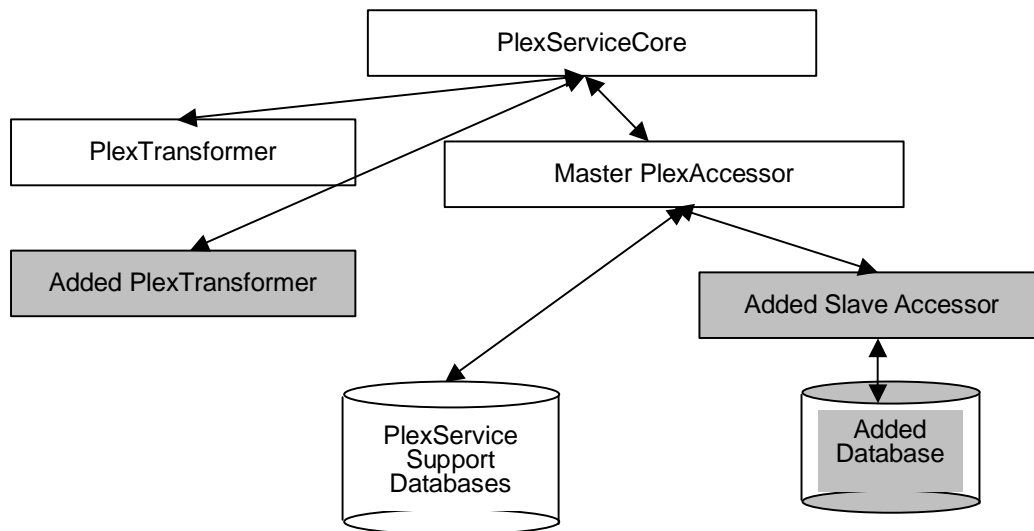 PlexServiceCore
PlexTransformer
Master PlexAccessor
Added PlexTransformer
Added Slave Accessor
PlexService
Support
Databases
Added
Database